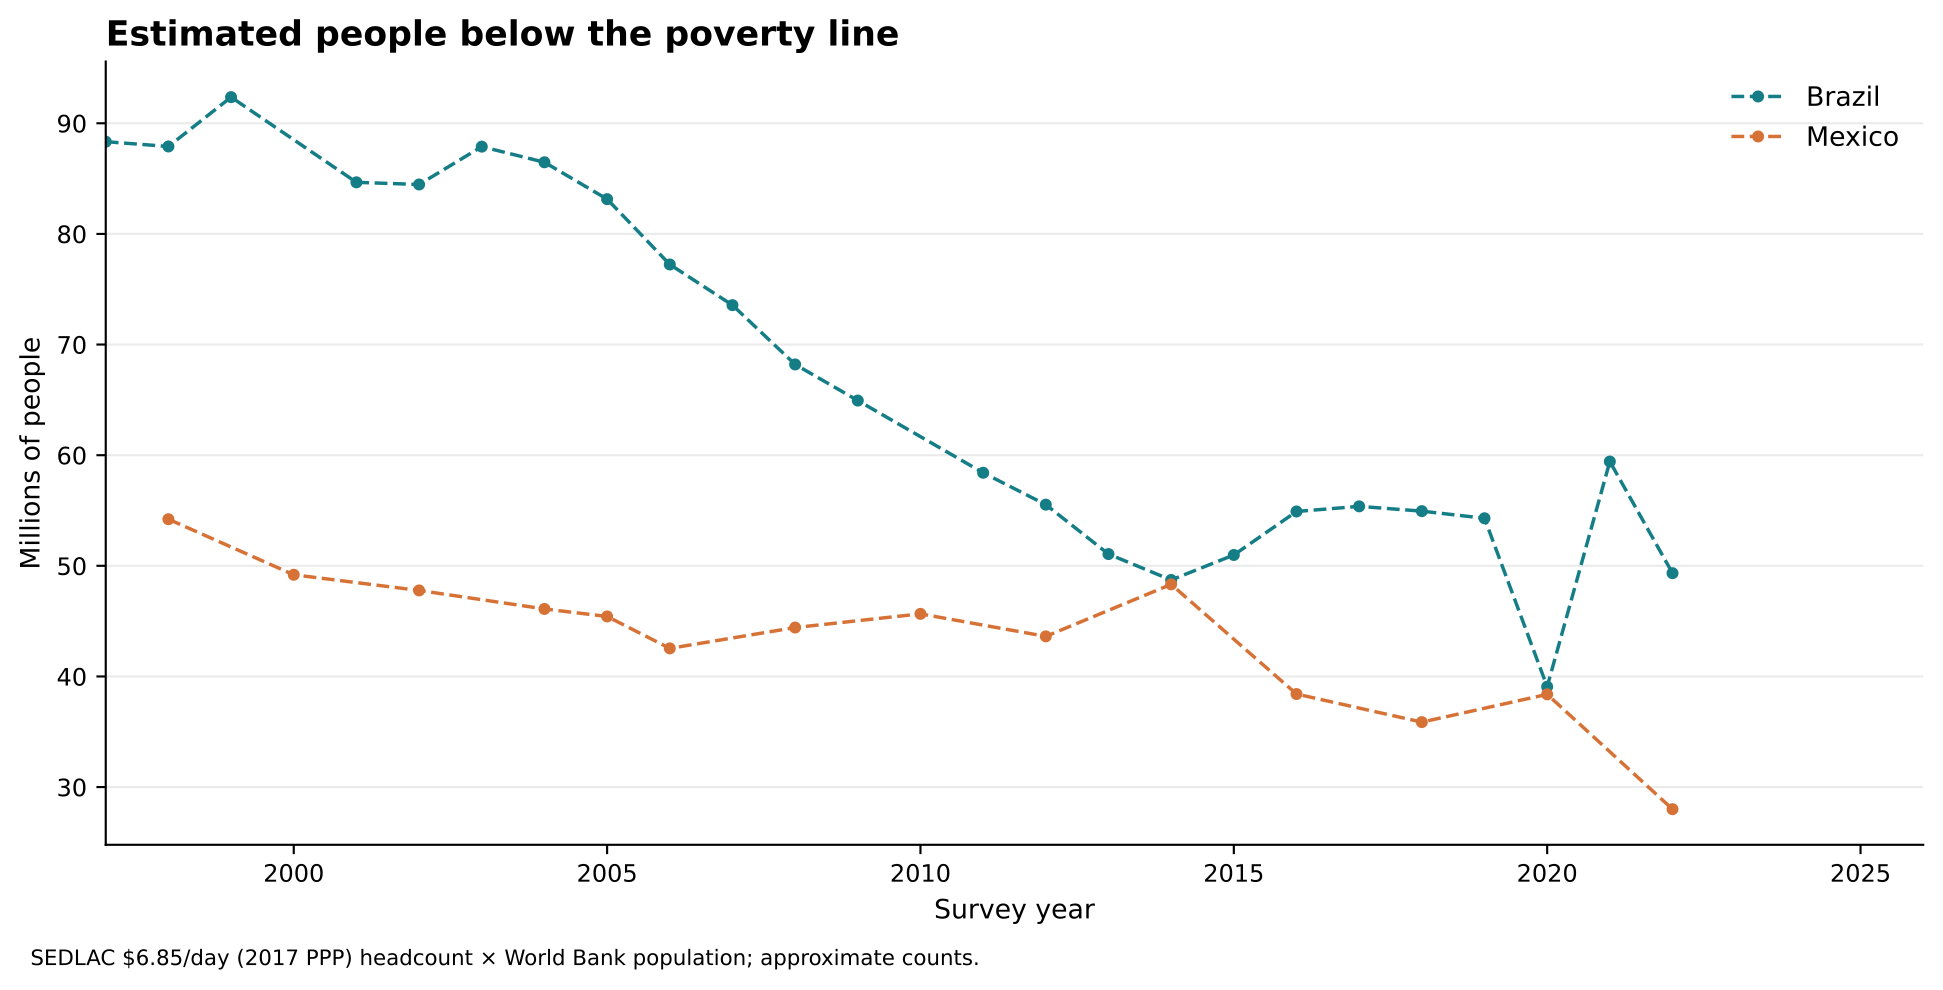 Estimated people below the poverty line
Brazil
Mexico
90
80
70
60
50
40
30
Millions of people
2000
2005
2010
2015
2020
2025
Survey year
SEDLAC $6.85/day (2017 PPP) headcount × World Bank population; approximate counts.